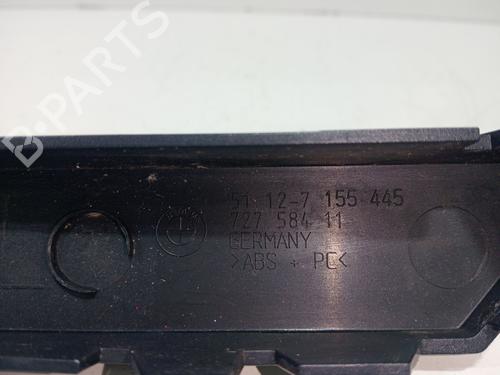 B-PARTS
51 12-7 155 445
727 584 11
GERMANY
>ABS + PC<